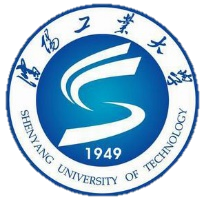 沈阳工业大学
1949
SHENYANG UNIVERSITY OF TECHNOLOGY